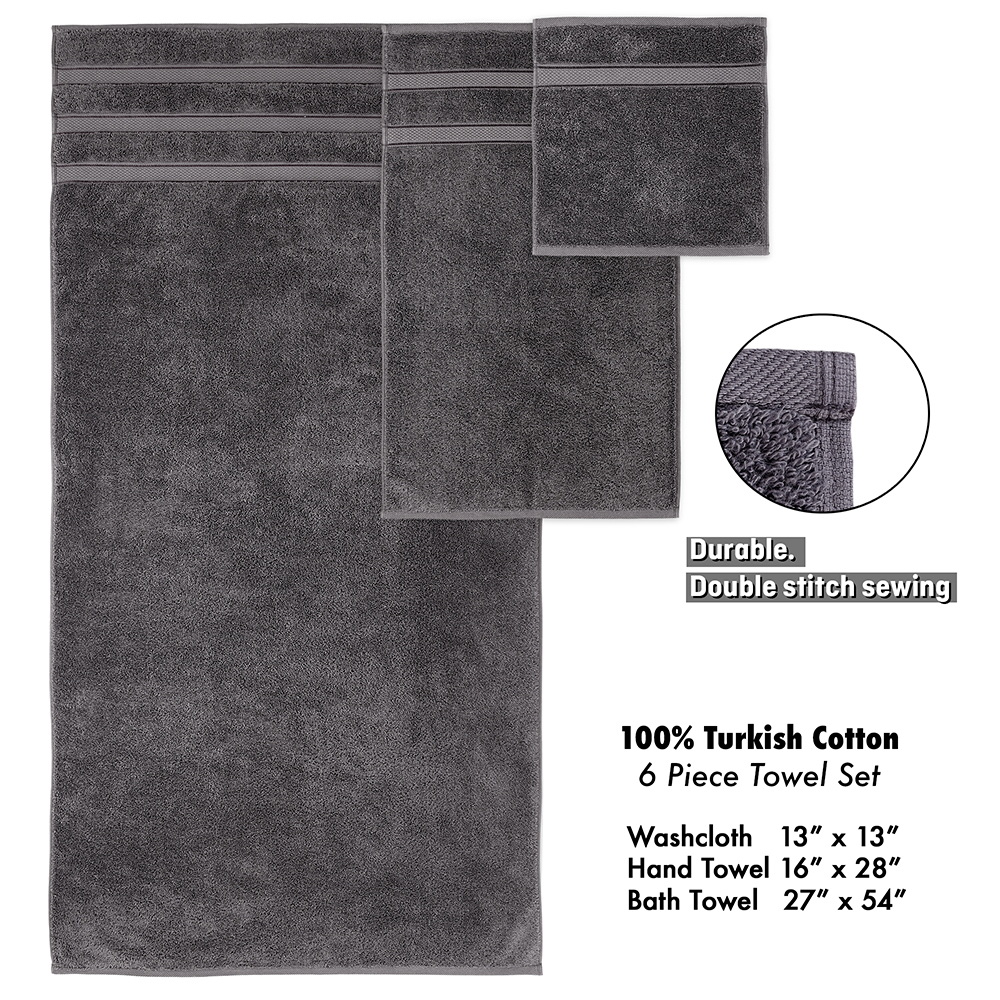 Durable.
Double stitch sewing
100% Turkish Cotton
6 Piece Towel Set
Washcloth 13” x 13”
Hand Towel 16” x 28”
Bath Towel 27” x 54”